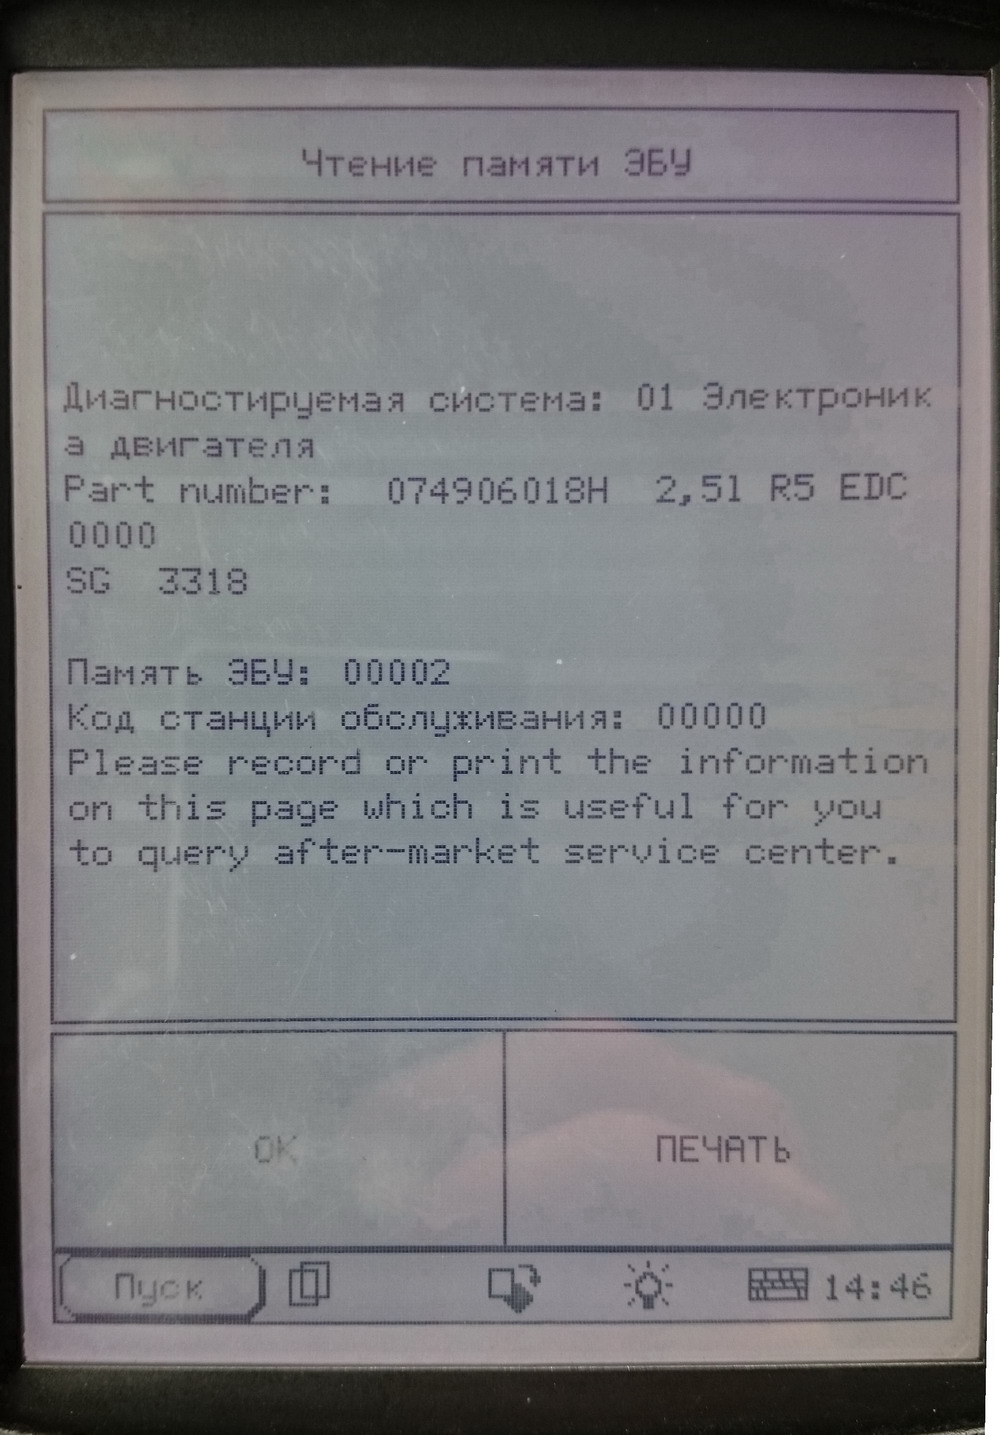 Чтение памяти ЭБУ
Диагностируемая система: 01 Электроник
а двигателя
Part number:  074906018H  2,5l R5 EDC
0000
SG  3318
Память ЭБУ: 00002
Код станции обслуживания: 00000
Please record or print the information
on this page which is useful for you
to query after-market service center.
OK
ПЕЧАТЬ
Пуск
14:46